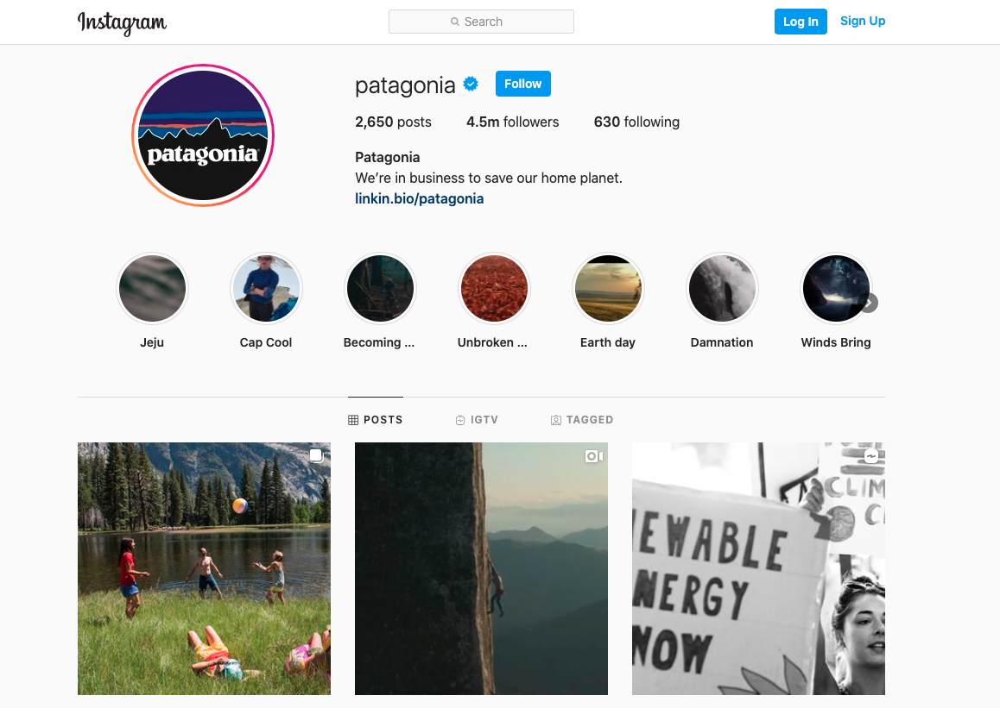 Instagram
Search
Log In
Sign Up
patagonia
patagonia
Follow
2,650 posts
4.5m followers
630 following
Patagonia
We’re in business to save our home planet.
linkin.bio/patagonia
Jeju
Cap Cool
Becoming ...
Unbroken ...
Earth day
Damnation
Winds Bring
POSTS
IGTV
TAGGED
CLIM
C
EWABLE
NERGY
NOW